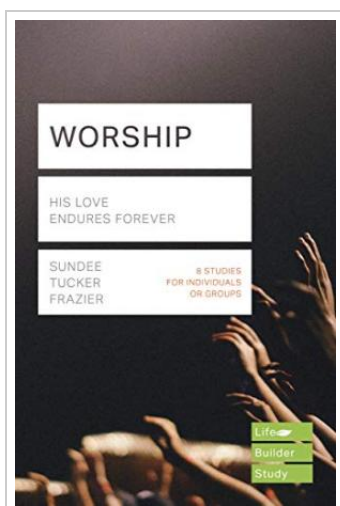 WORSHIP
HIS LOVE
ENDURES FOREVER
SUNDEE
TUCKER
FRAZIER
8 STUDIES
FOR INDIVIDUALS
OR GROUPS
Life
Builder
Study